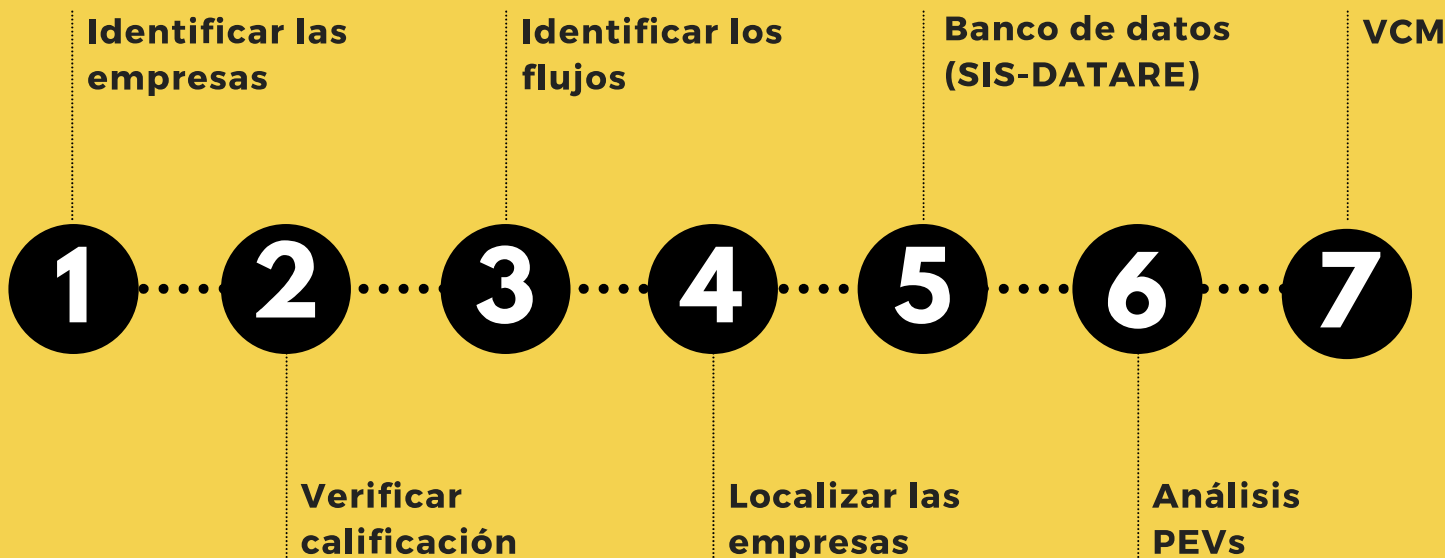 Identificar las
empresas
Identificar los
flujos
Banco de datos
(SIS-DATARE)
VCM
1
2
3
4
5
6
7
Verificar
calificación
Localizar las
empresas
Análisis
PEVs